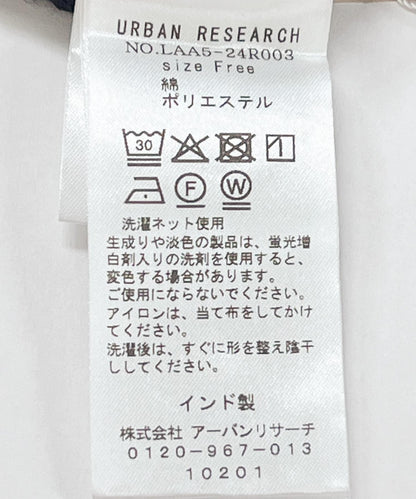 URBAN RESEARCH
NO.LAA5-24R003
size Free
綿
ポリエステル
30
F W
洗濯ネット使用
生成りや淡色の製品は、蛍光増
白剤入りの洗剤を使用すると、
変色する場合があります。
ご使用にならないでください。
アイロンは、当て布をしてかけ
てください。
洗濯後は、すぐに形を整え陰干
ししてください。
インド製
株式会社 アーバンリサーチ
0120-967-013
10201